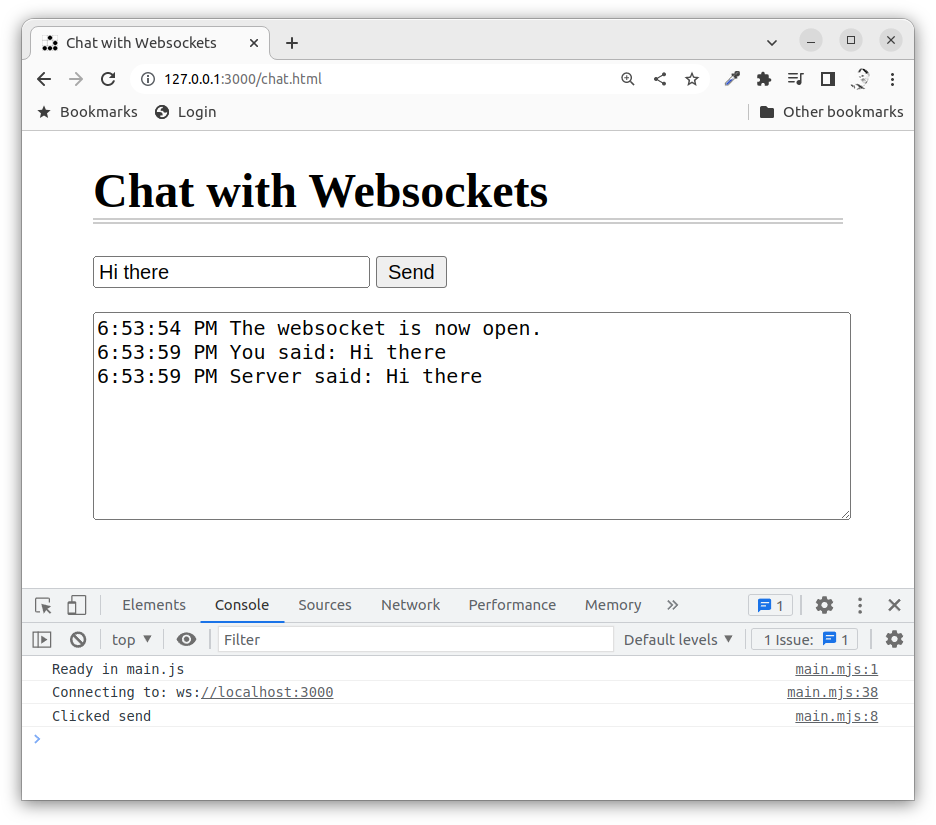 Chat with Websockets
127.0.0.1:3000/chat.html
Bookmarks Login Other bookmarks
Chat with Websockets
Hi there Send
6:53:54 PM The websocket is now open.
6:53:59 PM You said: Hi there
6:53:59 PM Server said: Hi there
Elements Console Sources Network Performance Memory 1
top Filter Default levels 1 Issue: 1
Ready in main.js main.mjs:1
Connecting to: ws://localhost:3000 main.mjs:38
Clicked send main.mjs:8